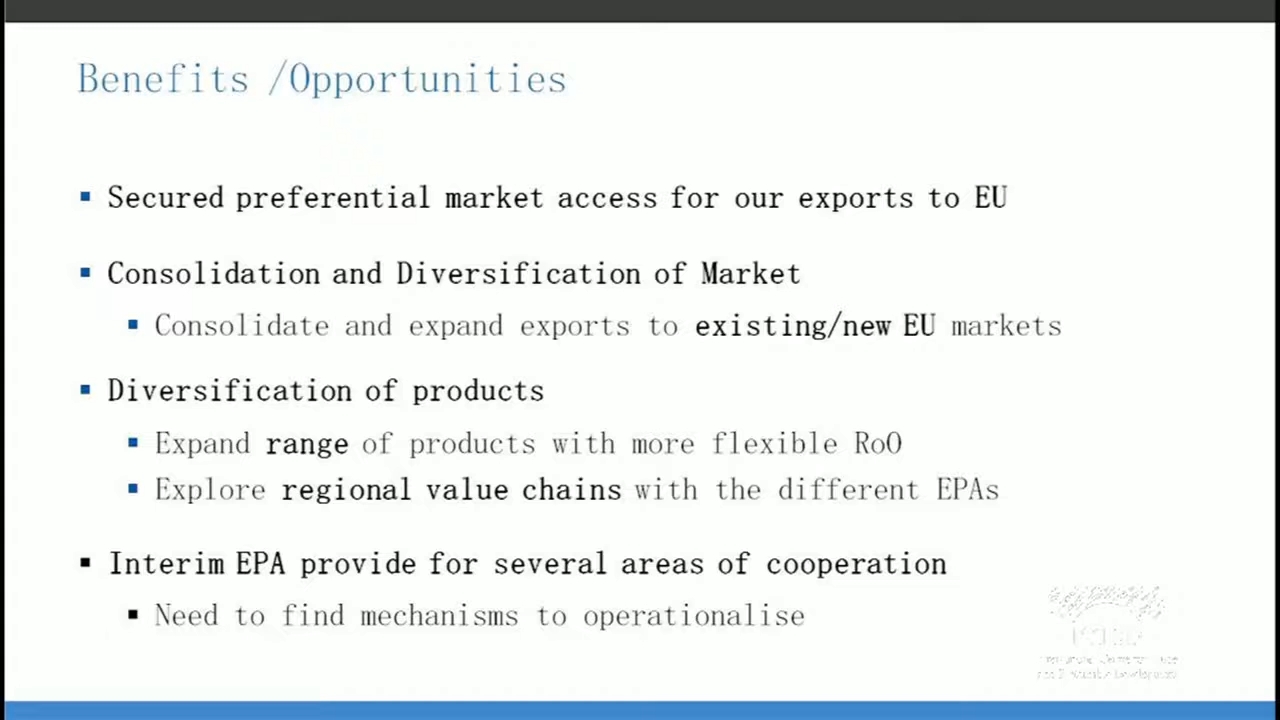 Benefits /Opportunities
Secured preferential market access for our exports to EU
Consolidation and Diversification of Market
Consolidate and expand exports to existing/new EU markets
Diversification of products
Expand range of products with more flexible RoO
Explore regional value chains with the different EPAs
Interim EPA provide for several areas of cooperation
Need to find mechanisms to operationalise